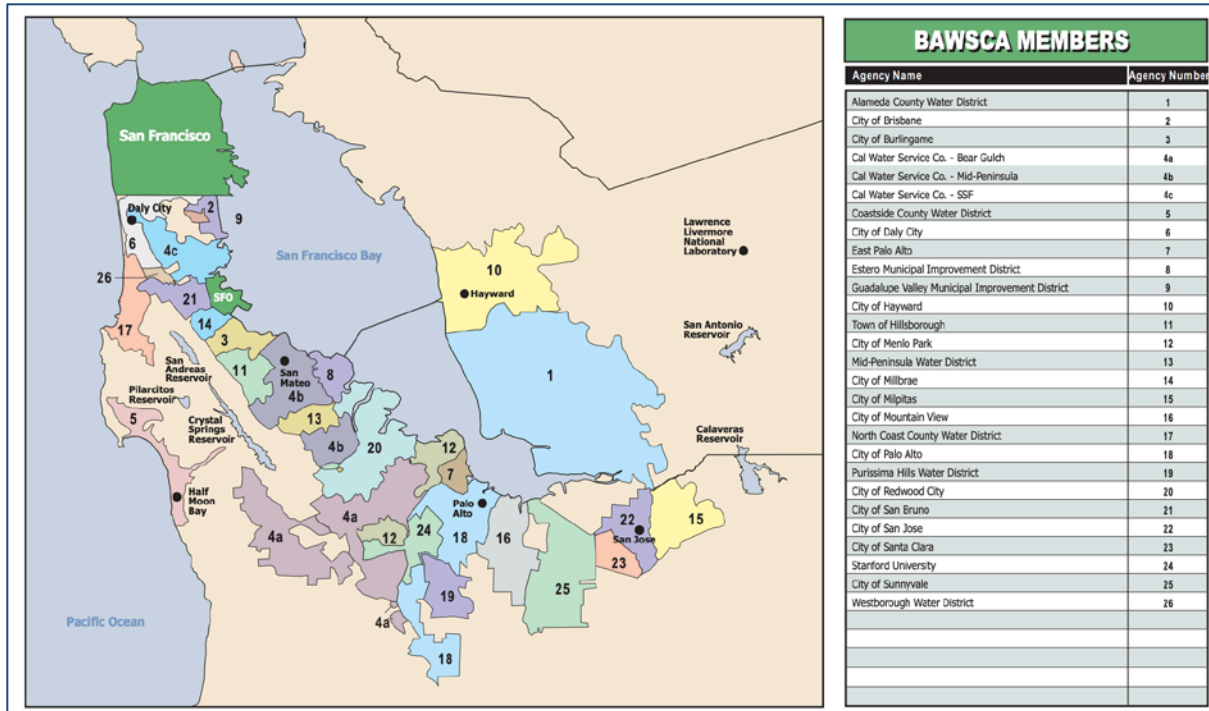 San Francisco
Daly City
2
9
6
4c
San Francisco Bay
Lawrence
Livermore
National
Laboratory
26
21
SFO
10
Hayward
17
14
3
San Antonio
Reservoir
San
Andreas
Reservoir
11
San
Mateo
8
1
Pilarcitos
Reservoir
4b
5
Crystal
Springs
Reservoir
13
Calaveras
Reservoir
4b
20
12
7
Half
Moon
Bay
Palo
Alto
4a
4a
12
24
18
16
22
San Jose
15
23
19
25
4a
Pacific Ocean
18
BAWSCA MEMBERS
Agency Name Agency Number
Alameda County Water District 1
City of Brisbane 2
City of Burlingame 3
Cal Water Service Co. - Bear Gulch 4a
Cal Water Service Co. - Mid-Peninsula 4b
Cal Water Service Co. - SSF 4c
Coastside County Water District 5
City of Daly City 6
East Palo Alto 7
Estero Municipal Improvement District 8
Guadalupe Valley Municipal Improvement District 9
City of Hayward 10
Town of Hillsborough 11
City of Menlo Park 12
Mid-Peninsula Water District 13
City of Millbrae 14
City of Milpitas 15
City of Mountain View 16
North Coast County Water District 17
City of Palo Alto 18
Purissima Hills Water District 19
City of Redwood City 20
City of San Bruno 21
City of San Jose 22
City of Santa Clara 23
Stanford University 24
City of Sunnyvale 25
Westborough Water District 26